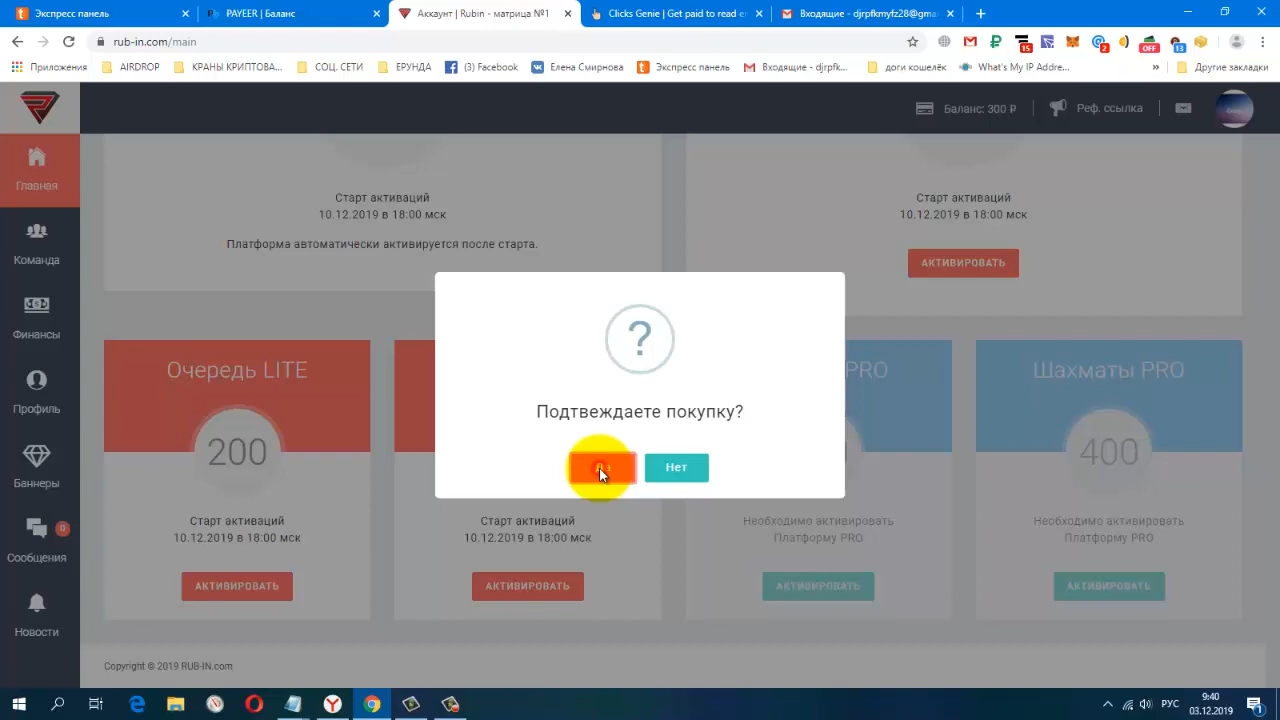 Экспресс панель
PAYEER | Баланс
Аккаунт | Rubin - матрица №1
Clicks Genie | Get paid to read e
Входящие - djrpfkmyfz28@gma
rub-in.com/main
15
2
OFF
13
Приложения
AIRDROP
КРАНЫ КРИПТОВА...
СОЦ. СЕТИ
ЕРУНДА
(3) Facebook
Елена Смирнова
Экспресс панель
Входящие - djrpfk...
доги кошелёк
What's My IP Addre...
»
Другие закладки
Баланс: 300 ₽
Реф. ссылка
Главная
Команда
Финансы
Профиль
Баннеры
0
Сообщения
Новости
Старт активаций
10.12.2019 в 18:00 мск
Платформа автоматически активируется после старта.
Старт активаций
10.12.2019 в 18:00 мск
АКТИВИРОВАТЬ
?
Подтвеждаете покупку?
Нет
Очередь LITE
200
Старт активаций
10.12.2019 в 18:00 мск
АКТИВИРОВАТЬ
Старт активаций
10.12.2019 в 18:00 мск
АКТИВИРОВАТЬ
PRO
Необходимо активировать
Платформу PRO
АКТИВИРОВАТЬ
Шахматы PRO
400
Необходимо активировать
Платформу PRO
АКТИВИРОВАТЬ
Copyright © 2019 RUB-IN.com
РУС
9:40
03.12.2019
1